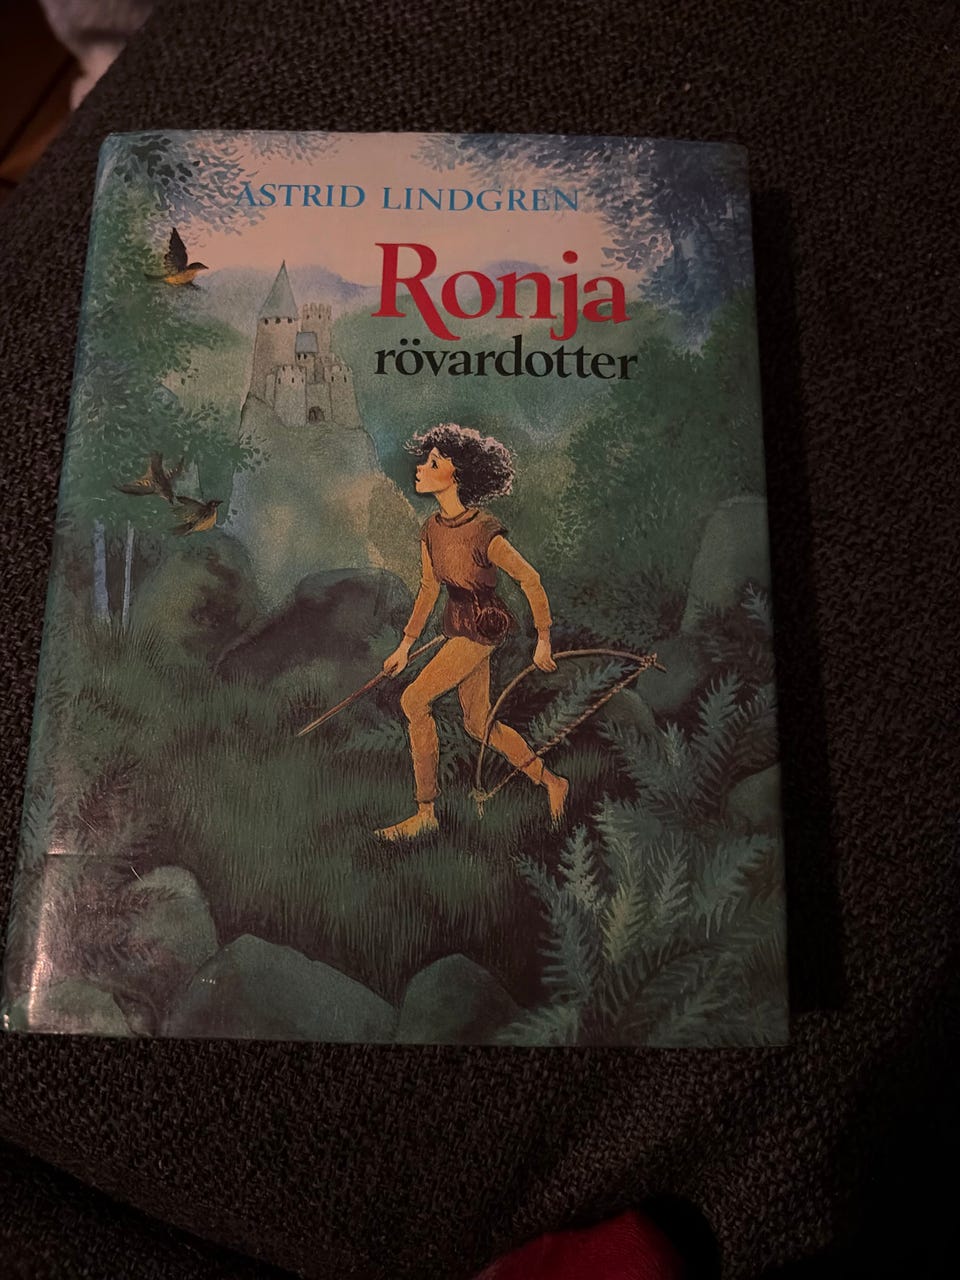 ASTRID LINDGREN
Ronja
rövardotter